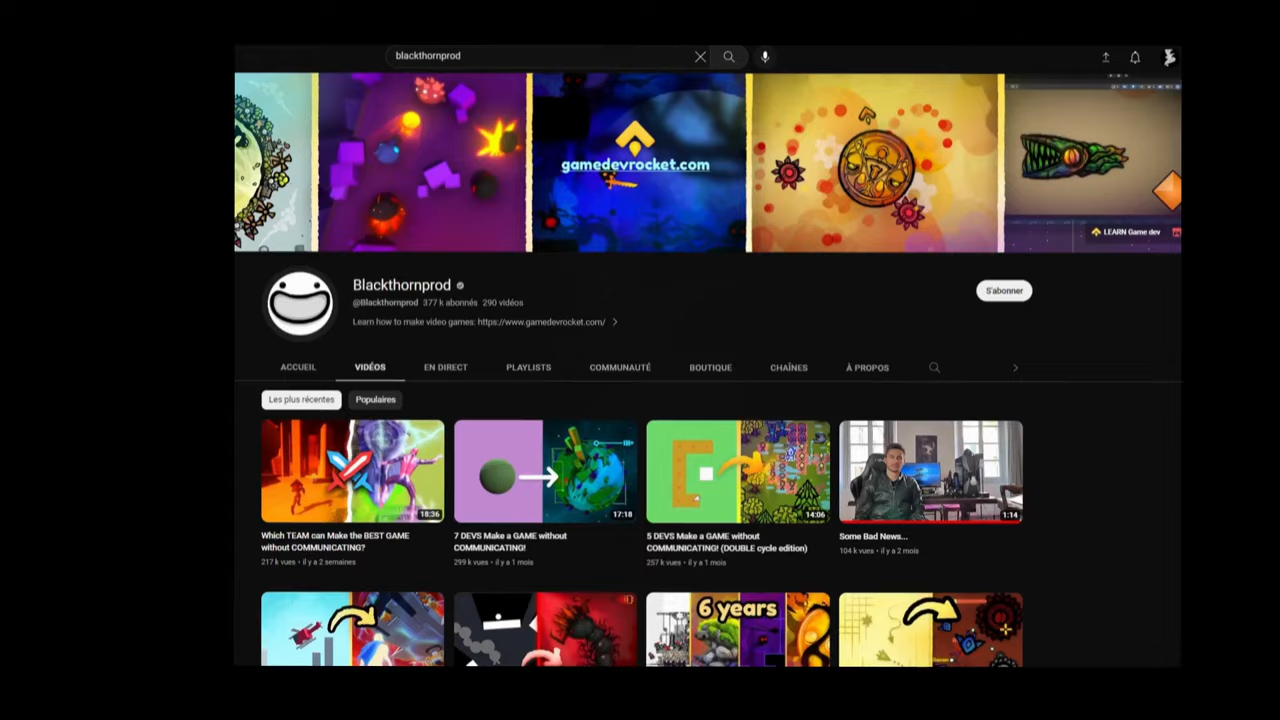 blackthornprod
gamedevrocket.com
LEARN Game dev
Blackthornprod
@Blackthornprod 377 k abonnés 290 vidéos
Learn how to make video games: https://www.gamedevrocket.com/
S'abonner
ACCUEIL VIDÉOS EN DIRECT PLAYLISTS COMMUNAUTÉ BOUTIQUE CHAÎNES À PROPOS
Les plus récentes Populaires
18:36 17:18 14:06 1:14
Which TEAM can Make the BEST GAME
without COMMUNICATING?
217 k vues • il y a 2 semaines
7 DEVS Make a GAME without
COMMUNICATING!
299 k vues • il y a 1 mois
5 DEVS Make a GAME without
COMMUNICATING! (DOUBLE cycle edition)
257 k vues • il y a 1 mois
Some Bad News...
104 k vues • il y a 2 mois
6 years